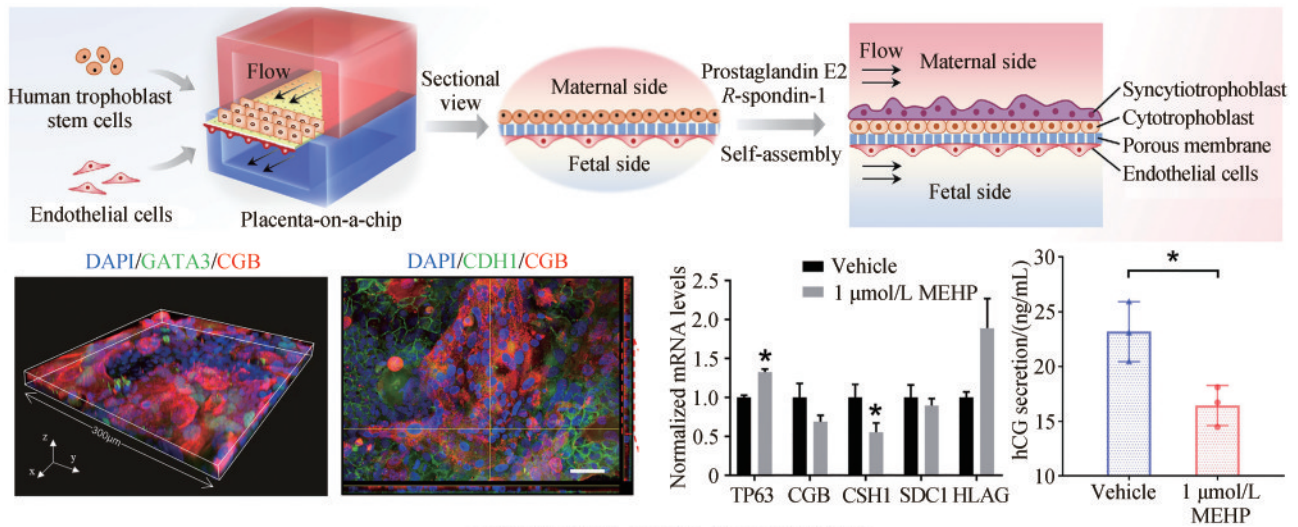 Human trophoblast
stem cells
Endothelial cells
Flow
Placenta-on-a-chip
Sectional
view
Maternal side
Fetal side
Prostaglandin E2
R-spondin-1
Self-assembly
Flow
Maternal side
Fetal side
Syncytiotrophoblast
Cytotrophoblast
Porous membrane
Endothelial cells
DAPI/GATA3/CGB
300μm
z
x
y
DAPI/CDH1/CGB
Normalized mRNA levels
2.5
2.0
1.5
1.0
0.5
0
Vehicle
1 μmol/L MEHP
*
*
TP63 CGB CSH1 SDC1 HLAG
hCG secretion/(ng/mL)
30
25
20
15
10
*
Vehicle
1 μmol/L
MEHP